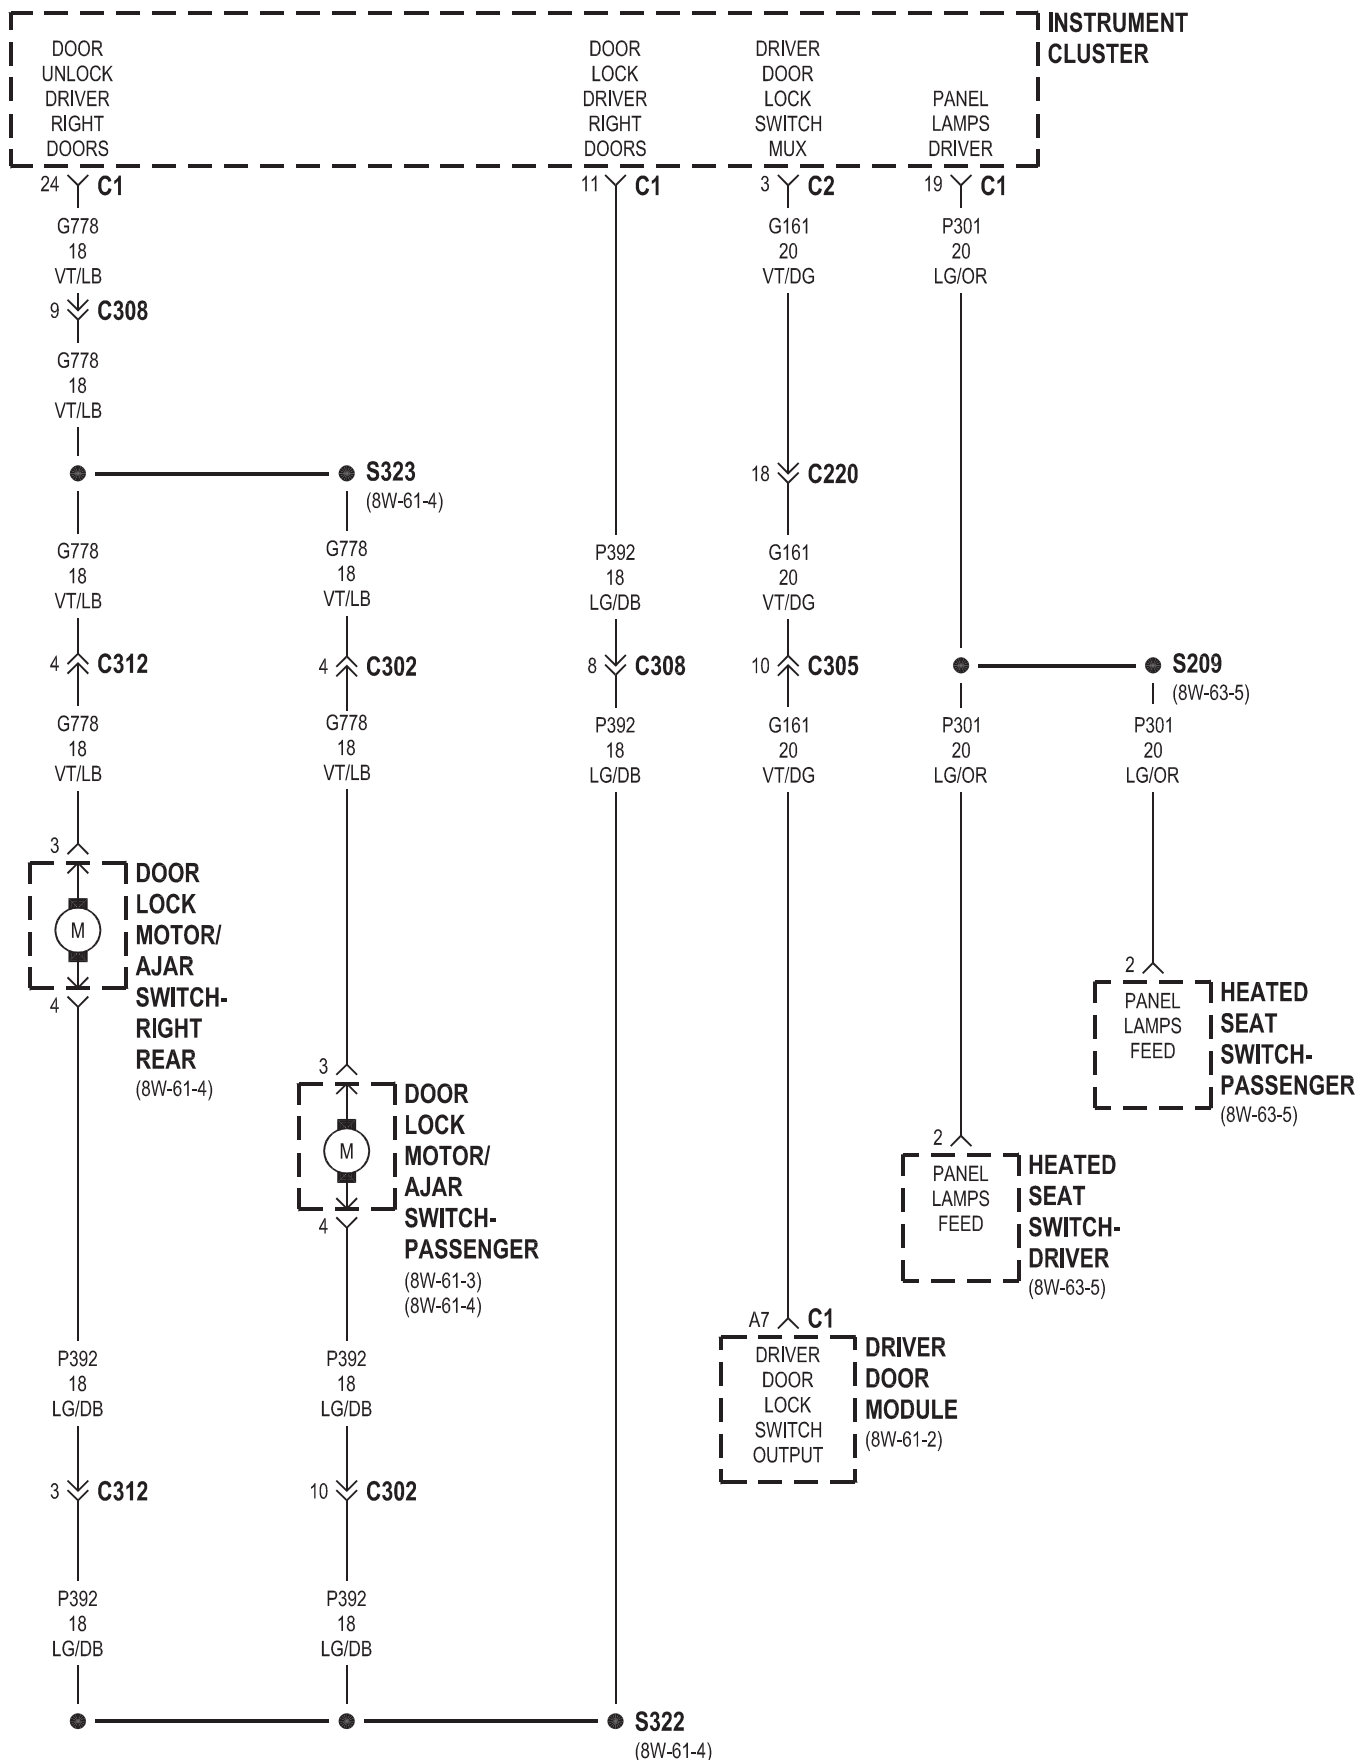 INSTRUMENT
CLUSTER
DOOR
UNLOCK
DRIVER
RIGHT
DOORS
DOOR
LOCK
DRIVER
RIGHT
DOORS
DRIVER
DOOR
LOCK
SWITCH
MUX
PANEL
LAMPS
DRIVER
24 C1
11 C1
3 C2
19 C1
G778
18
VT/LB
G161
20
VT/DG
P301
20
LG/OR
9 C308
G778
18
VT/LB
S323
(8W-61-4)
18 C220
G778
18
VT/LB
G778
18
VT/LB
P392
18
LG/DB
G161
20
VT/DG
4 C312
4 C302
8 C308
10 C305
S209
(8W-63-5)
G778
18
VT/LB
G778
18
VT/LB
P392
18
LG/DB
G161
20
VT/DG
P301
20
LG/OR
P301
20
LG/OR
3
M
4
DOOR
LOCK
MOTOR/
AJAR
SWITCH-
RIGHT
REAR
(8W-61-4)
3
M
4
DOOR
LOCK
MOTOR/
AJAR
SWITCH-
PASSENGER
(8W-61-3)
(8W-61-4)
2
PANEL
LAMPS
FEED
HEATED
SEAT
SWITCH-
PASSENGER
(8W-63-5)
2
PANEL
LAMPS
FEED
HEATED
SEAT
SWITCH-
DRIVER
(8W-63-5)
A7 C1
DRIVER
DOOR
LOCK
SWITCH
OUTPUT
DRIVER
DOOR
MODULE
(8W-61-2)
P392
18
LG/DB
P392
18
LG/DB
3 C312
10 C302
P392
18
LG/DB
P392
18
LG/DB
S322
(8W-61-4)